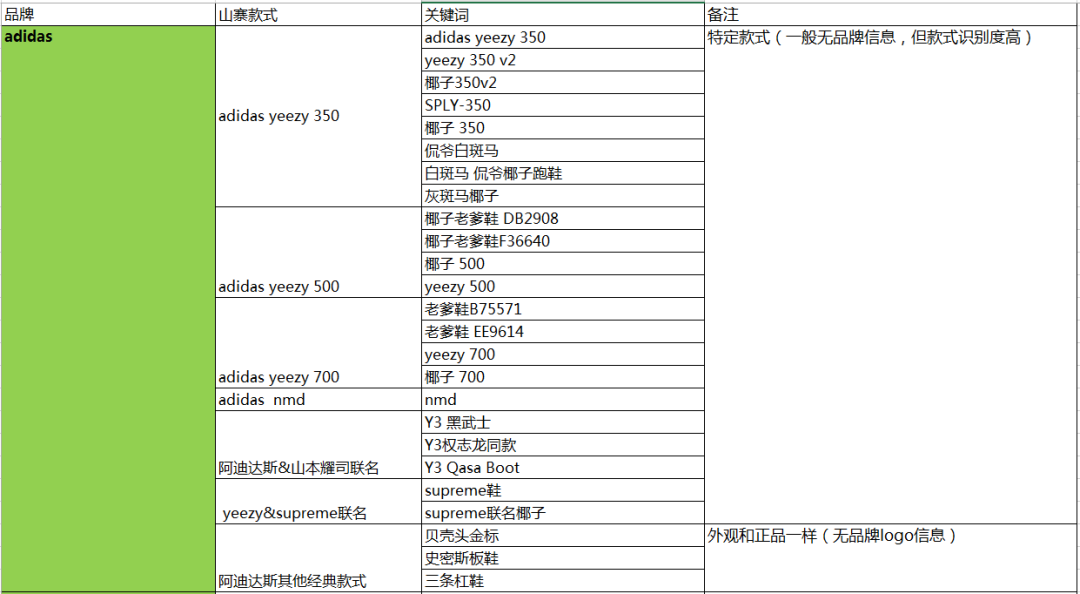 品牌 山寨款式 关键词 备注
adidas adidas yeezy 350 adidas yeezy 350 特定款式（一般无品牌信息，但款式识别度高）
yeezy 350 v2
椰子350v2
SPLY-350
椰子 350
侃爷白斑马
白斑马 侃爷椰子跑鞋
灰斑马椰子
adidas yeezy 500 椰子老爹鞋 DB2908
椰子老爹鞋F36640
椰子 500
yeezy 500
adidas yeezy 700 老爹鞋B75571
老爹鞋 EE9614
yeezy 700
椰子 700
adidas  nmd nmd
阿迪达斯&山本耀司联名 Y3 黑武士
Y3权志龙同款
Y3 Qasa Boot
yeezy&supreme联名 supreme鞋
supreme联名椰子
阿迪达斯其他经典款式 贝壳头金标 外观和正品一样（无品牌logo信息）
史密斯板鞋
三条杠鞋